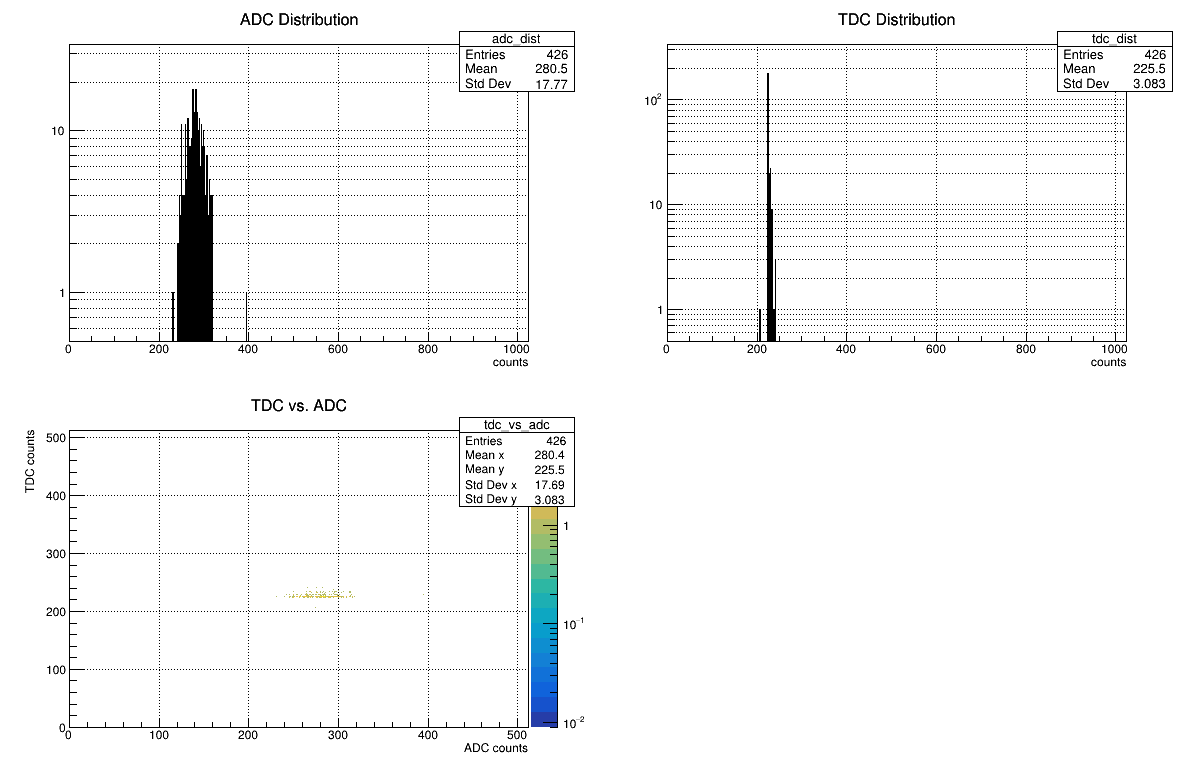 ADC Distribution
adc_dist
Entries 426
Mean 280.5
Std Dev 17.77
10
1
0 200 400 600 800 1000
counts
TDC Distribution
tdc_dist
Entries 426
Mean 225.5
Std Dev 3.083
10²
10
1
0 200 400 600 800 1000
counts
TDC vs. ADC
tdc_vs_adc
Entries 426
Mean x 280.4
Mean y 225.5
Std Dev x 17.69
Std Dev y 3.083
TDC counts
500
400
300
200
100
0
0 100 200 300 400 500
ADC counts
1
10⁻¹
10⁻²